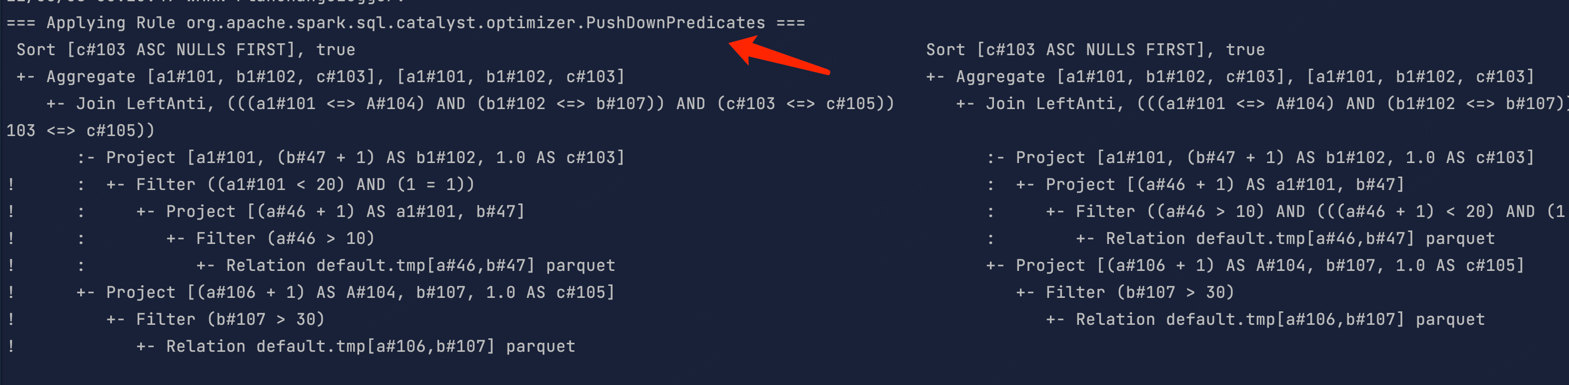 === Applying Rule org.apache.spark.sql.catalyst.optimizer.PushDownPredicates ===
 Sort [c#103 ASC NULLS FIRST], true                                                         Sort [c#103 ASC NULLS FIRST], true
 +- Aggregate [a1#101, b1#102, c#103], [a1#101, b1#102, c#103]                              +- Aggregate [a1#101, b1#102, c#103], [a1#101, b1#102, c#103]
    +- Join LeftAnti, (((a1#101 <=> A#104) AND (b1#102 <=> b#107)) AND (c#103 <=> c#105))      +- Join LeftAnti, (((a1#101 <=> A#104) AND (b1#102 <=> b#107))
103 <=> c#105))
       :- Project [a1#101, (b#47 + 1) AS b1#102, 1.0 AS c#103]                                    :- Project [a1#101, (b#47 + 1) AS b1#102, 1.0 AS c#103]
!      :  +- Filter ((a1#101 < 20) AND (1 = 1))                                                   :  +- Project [(a#46 + 1) AS a1#101, b#47]
!      :     +- Project [(a#46 + 1) AS a1#101, b#47]                                              :     +- Filter ((a#46 > 10) AND (((a#46 + 1) < 20) AND (1
!      :        +- Filter (a#46 > 10)                                                             :        +- Relation default.tmp[a#46,b#47] parquet
!      :           +- Relation default.tmp[a#46,b#47] parquet                                     +- Project [(a#106 + 1) AS A#104, b#107, 1.0 AS c#105]
!      +- Project [(a#106 + 1) AS A#104, b#107, 1.0 AS c#105]                                        +- Filter (b#107 > 30)
!         +- Filter (b#107 > 30)                                                                        +- Relation default.tmp[a#106,b#107] parquet
!            +- Relation default.tmp[a#106,b#107] parquet